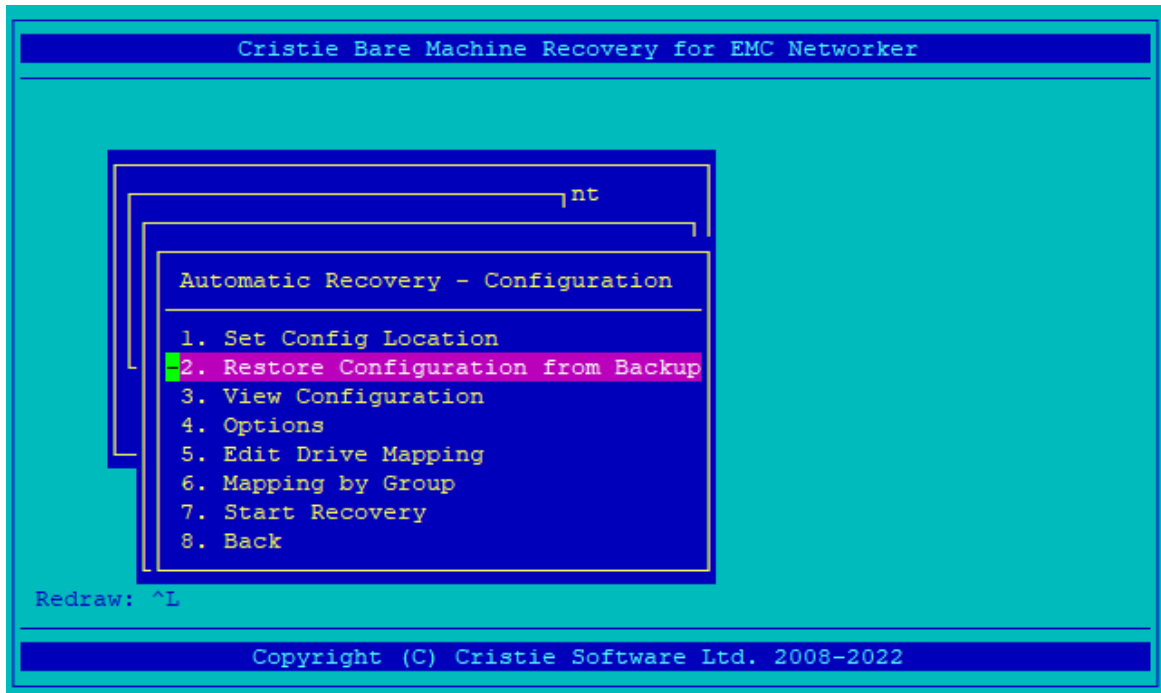 Cristie Bare Machine Recovery for EMC Networker
nt
Automatic Recovery - Configuration
1. Set Config Location
-2. Restore Configuration from Backup
3. View Configuration
4. Options
5. Edit Drive Mapping
6. Mapping by Group
7. Start Recovery
8. Back
Redraw: ^L
Copyright (C) Cristie Software Ltd. 2008-2022